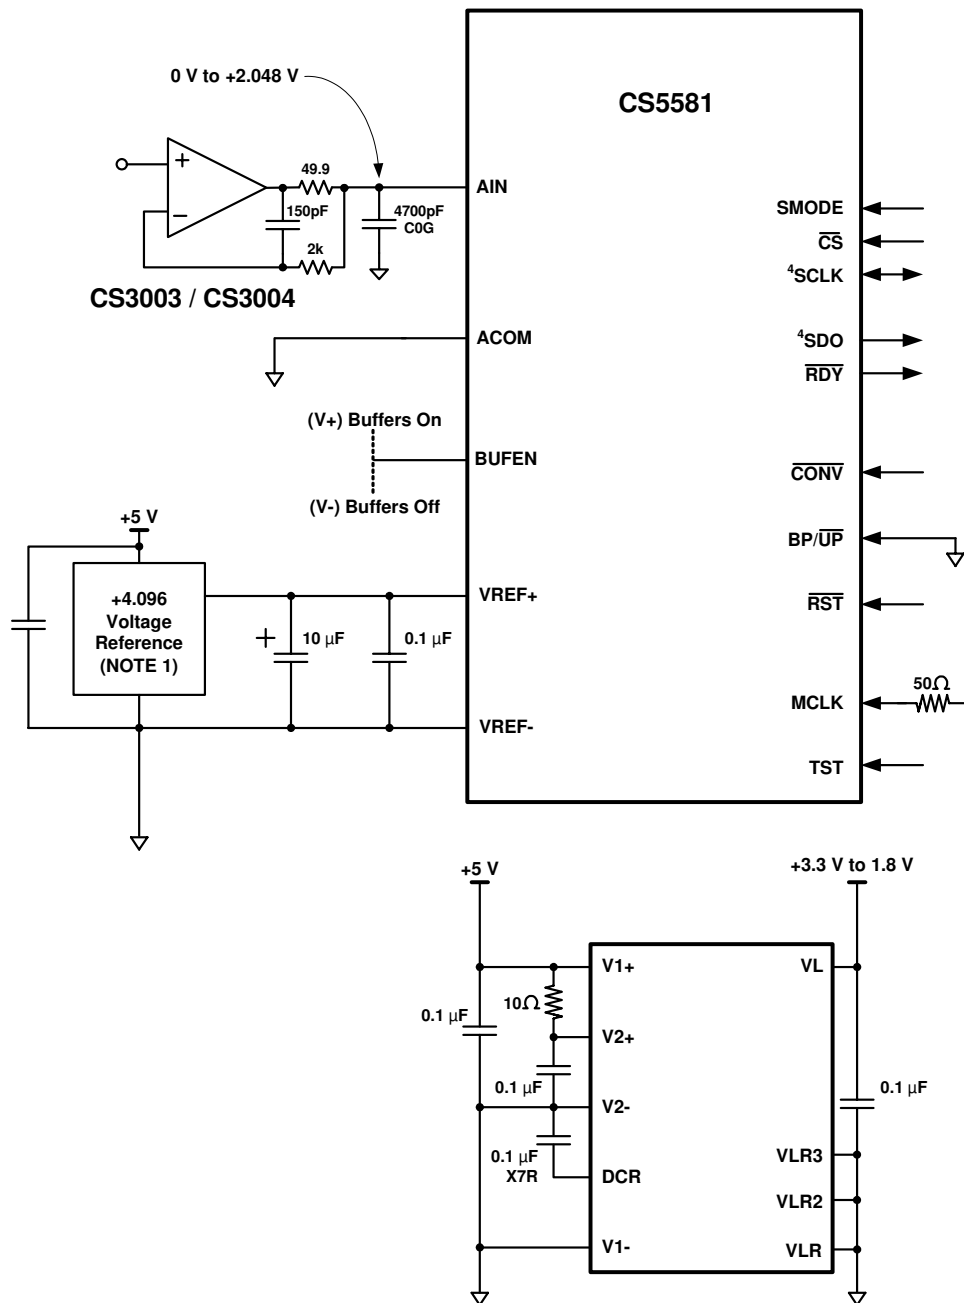 0 V to +2.048 V
CS5581
+
−
49.9
150pF
2k
4700pF
C0G
AIN
CS3003 / CS3004
ACOM
(V+) Buffers On
BUFEN
(V-) Buffers Off
+5 V
+4.096
Voltage
Reference
(NOTE 1)
+
10 µF
0.1 µF
VREF+
VREF-
SMODE
CS
4SCLK
4SDO
RDY
CONV
BP/UP
RST
50Ω
MCLK
TST
+5 V
+3.3 V to 1.8 V
V1+
VL
10Ω
0.1 µF
V2+
0.1 µF
0.1 µF
V2-
0.1 µF
X7R
DCR
VLR3
VLR2
V1-
VLR